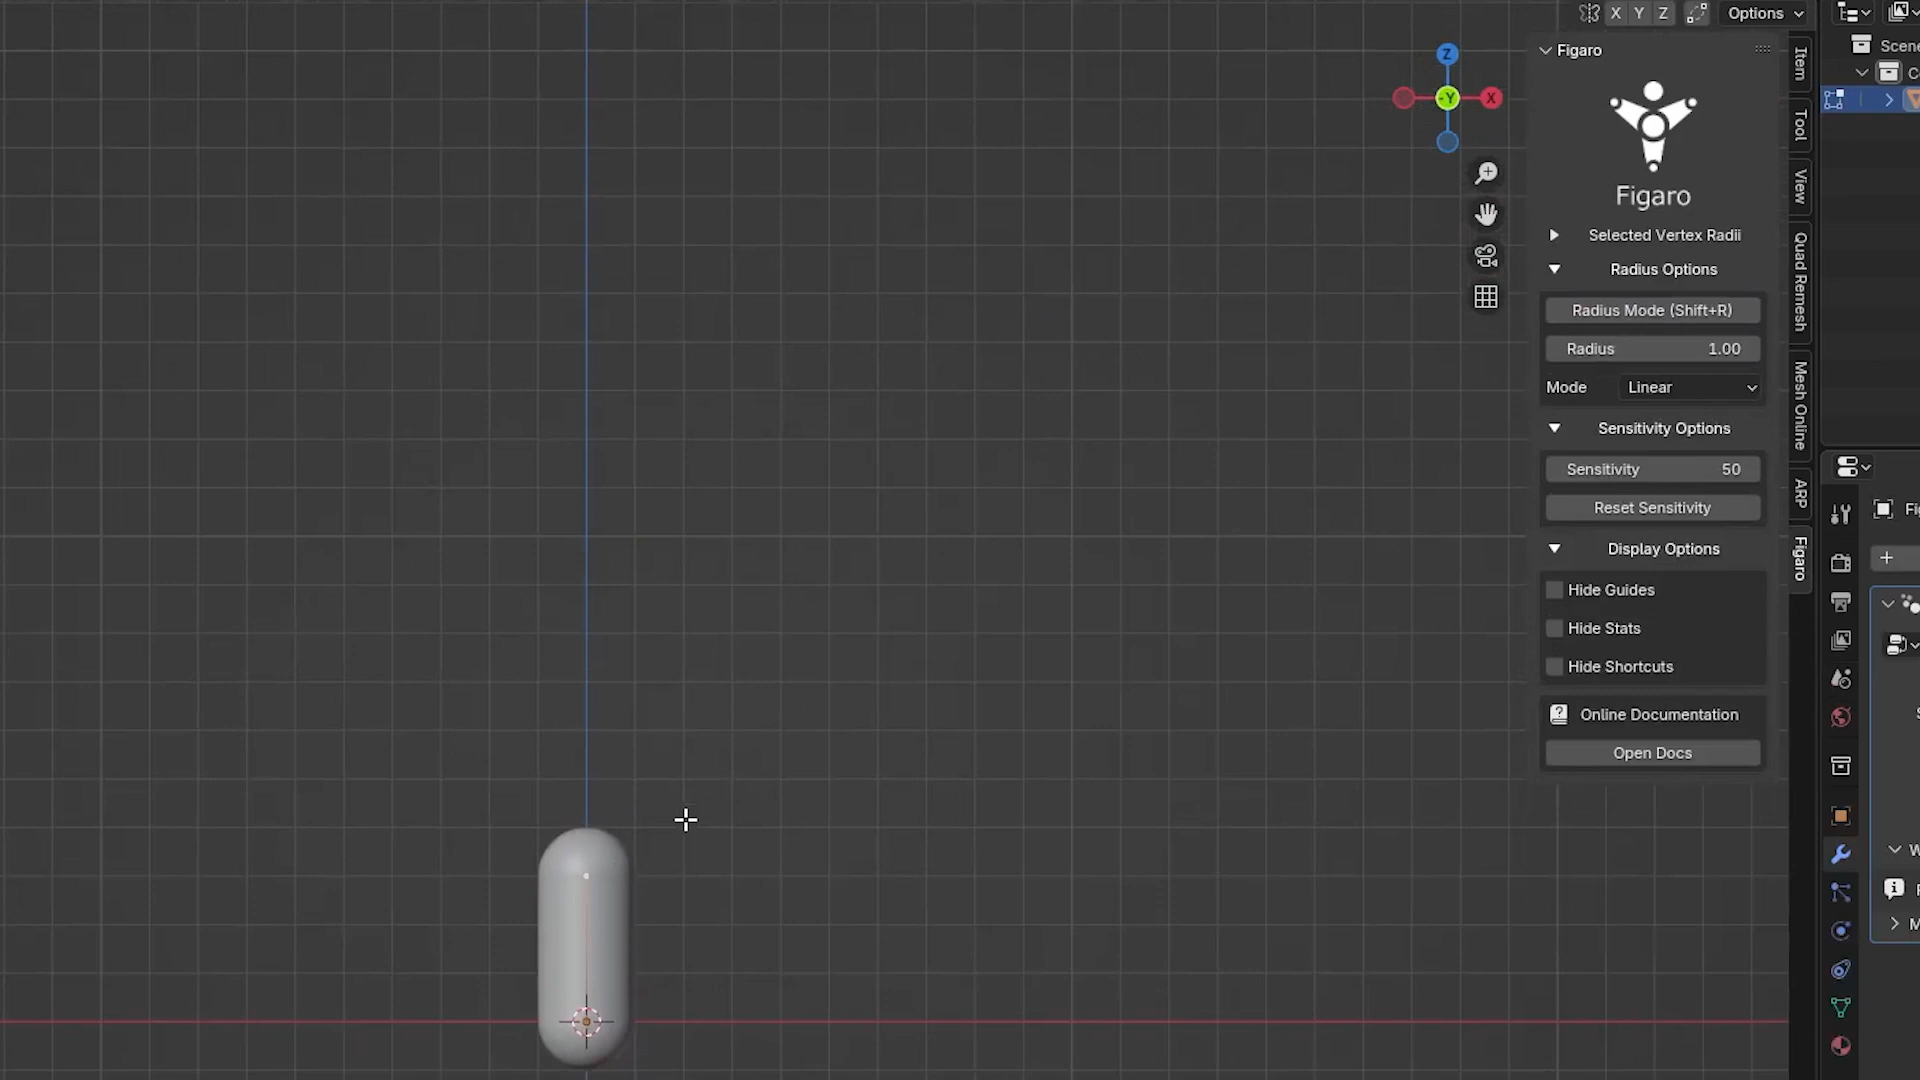 X Y Z Options
Scene
Figaro
Z
-Y X
Item
Tool
View
Quad Remesh
Mesh Online
ARP
Figaro
Figaro
Selected Vertex Radii
Radius Options
Radius Mode (Shift+R)
Radius 1.00
Mode Linear
Sensitivity Options
Sensitivity 50
Reset Sensitivity
Display Options
Hide Guides
Hide Stats
Hide Shortcuts
Online Documentation
Open Docs